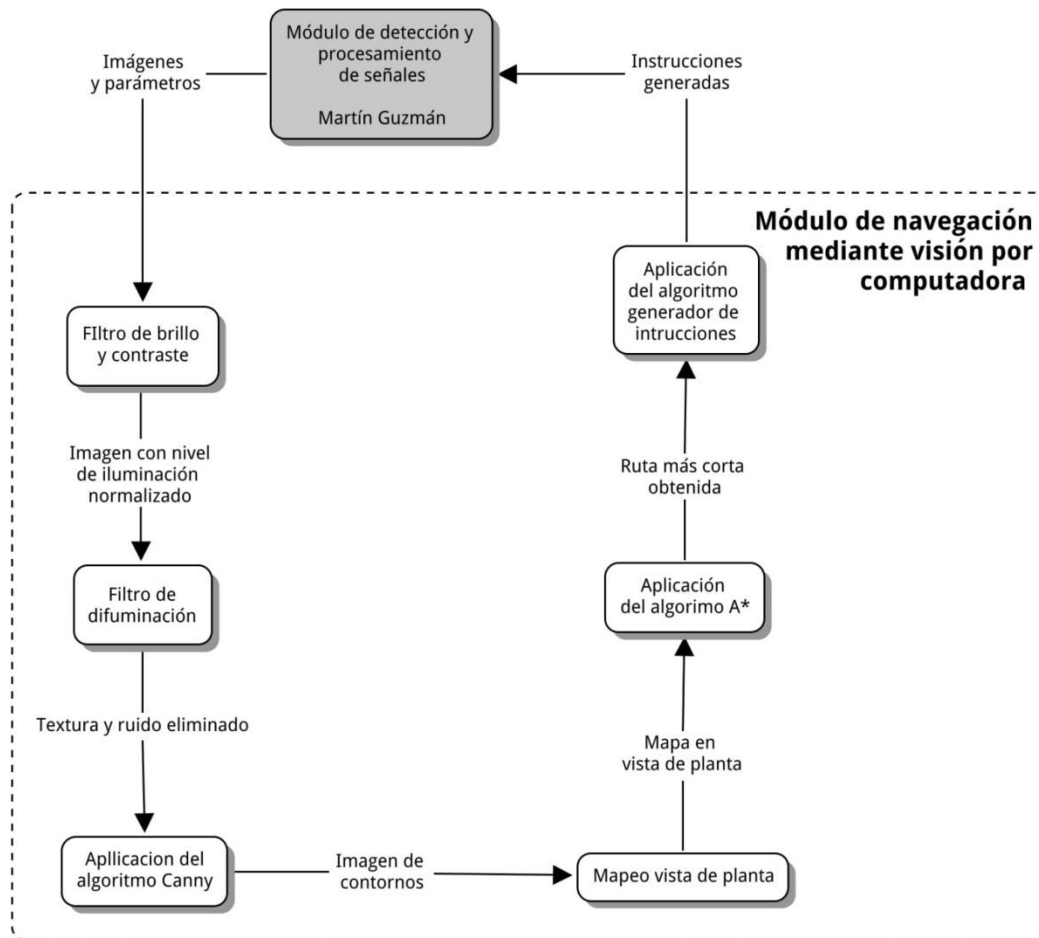 Módulo de detección y
procesamiento
de señales
Martín Guzmán
Imágenes
y parámetros
Instrucciones
generadas
Módulo de navegación
mediante visión por
computadora
FIltro de brillo
y contraste
Imagen con nivel
de iluminación
normalizado
Filtro de
difuminación
Textura y ruido eliminado
Apllicacion del
algoritmo Canny
Imagen de
contornos
Mapeo vista de planta
Mapa en
vista de planta
Aplicación
del algorimo A*
Ruta más corta
obtenida
Aplicación
del algoritmo
generador de
intrucciones